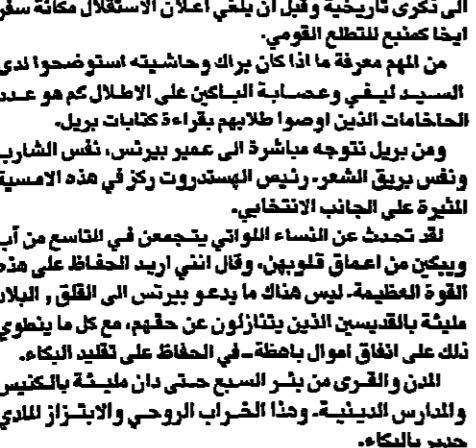 الى ذكرى تاريخية وقبل ان يلغي اعلان الاستقلال مكانة سفر
ايخا كمنبع للتطلع القومي.
من المهم معرفة ما اذا كان براك وحاشيته استوضحوا لدى
السيد ليفي وعصابة الباكين على الاطلال كم هو عدد
الحاخامات الذين اوصوا طلابهم بقراءة كتابات بريل.
ومن بريل نتوجه مباشرة الى عمير بيرتس، نفس الشارب
ونفس بريق الشعر. رئيس الهستدروت ركز في هذه الامسية
المثيرة على الجانب الانتخابي.
لقد تحدث عن النساء اللواتي يتجمعن في التاسع من آب
ويبكين من اعماق قلوبهن، وقال انني اريد الحفاظ على هذه
القوة العظيمة. ليس هناك ما يدعو بيرتس الى القلق , البلاد
مليئة بالقديسين الذين يتنازلون عن حقهم، مع كل ما ينطوي
ذلك على انفاق اموال باهظة_في الحفاظ على تقليد البكاء.
المدن والقرى من بئر السبع حتى دان مليئة بالكنيس
والمدارس الدينية. وهذا الخراب الروحي والابتزاز المادي
جدير بالبكاء.